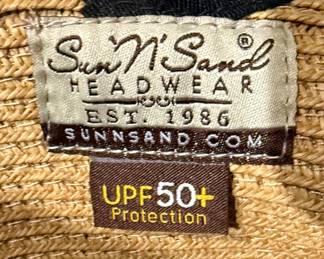 Sun 'N' Sand®
HEADWEAR
EST. 1986
SUNNSAND.COM
UPF50+
Protection